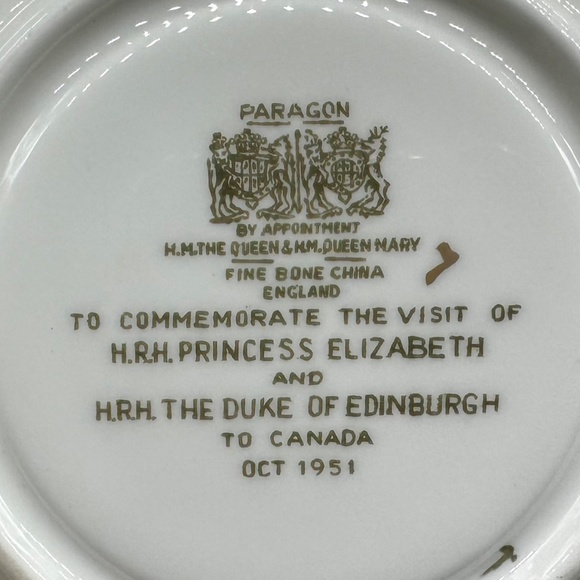 PARAGON
BY APPOINTMENT
H.M.THE QUEEN & H.M. QUEEN MARY
FINE BONE CHINA
ENGLAND
TO COMMEMORATE THE VISIT OF
H.R.H. PRINCESS ELIZABETH
AND
H.R.H. THE DUKE OF EDINBURGH
TO CANADA
OCT 1951